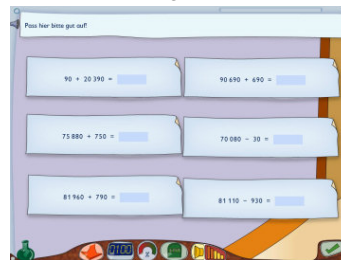 Pass hier bitte gut auf!
90 + 20 390 =
90 690 + 690 =
75 880 + 750 =
70 080 − 30 =
81 960 + 790 =
81 110 − 930 =
0100